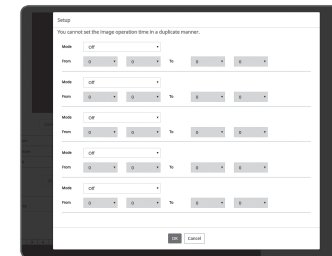 Setup
You cannot set the image operation time in a duplicate manner.
Mode Off
From 0 0 To 0 0
Mode Off
From 0 0 To 0 0
Mode Off
From 0 0 To 0 0
Mode Off
From 0 0 To 0 0
Mode Off
From 0 0 To 0 0
OK Cancel